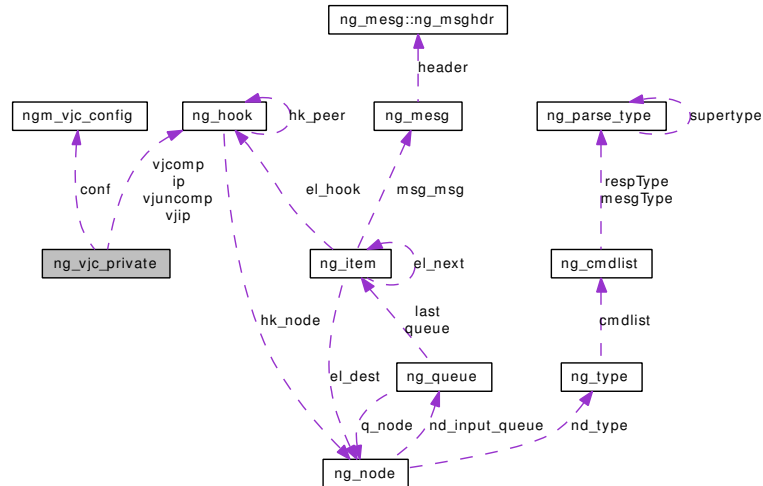 ng_mesg::ng_msghdr
header
ngm_vjc_config
ng_hook
hk_peer
ng_mesg
ng_parse_type
supertype
vjcomp
ip
vjuncomp
vjip
conf
el_hook
msg_msg
respType
mesgType
ng_vjc_private
ng_item
el_next
ng_cmdlist
hk_node
last
queue
cmdlist
el_dest
ng_queue
ng_type
q_node
nd_input_queue
nd_type
ng_node